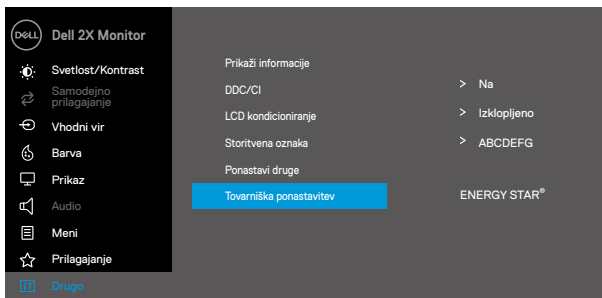 DELL
Dell 2X Monitor
Svetlost/Kontrast
Samodejno
prilagajanje
Vhodni vir
Barva
Prikaz
Audio
Meni
Prilagajanje
Drugo
Prikaži informacije
DDC/CI
> Na
LCD kondicioniranje
> Izklopljeno
Storitvena oznaka
> ABCDEFG
Ponastavi druge
Tovarniška ponastavitev
ENERGY STAR®